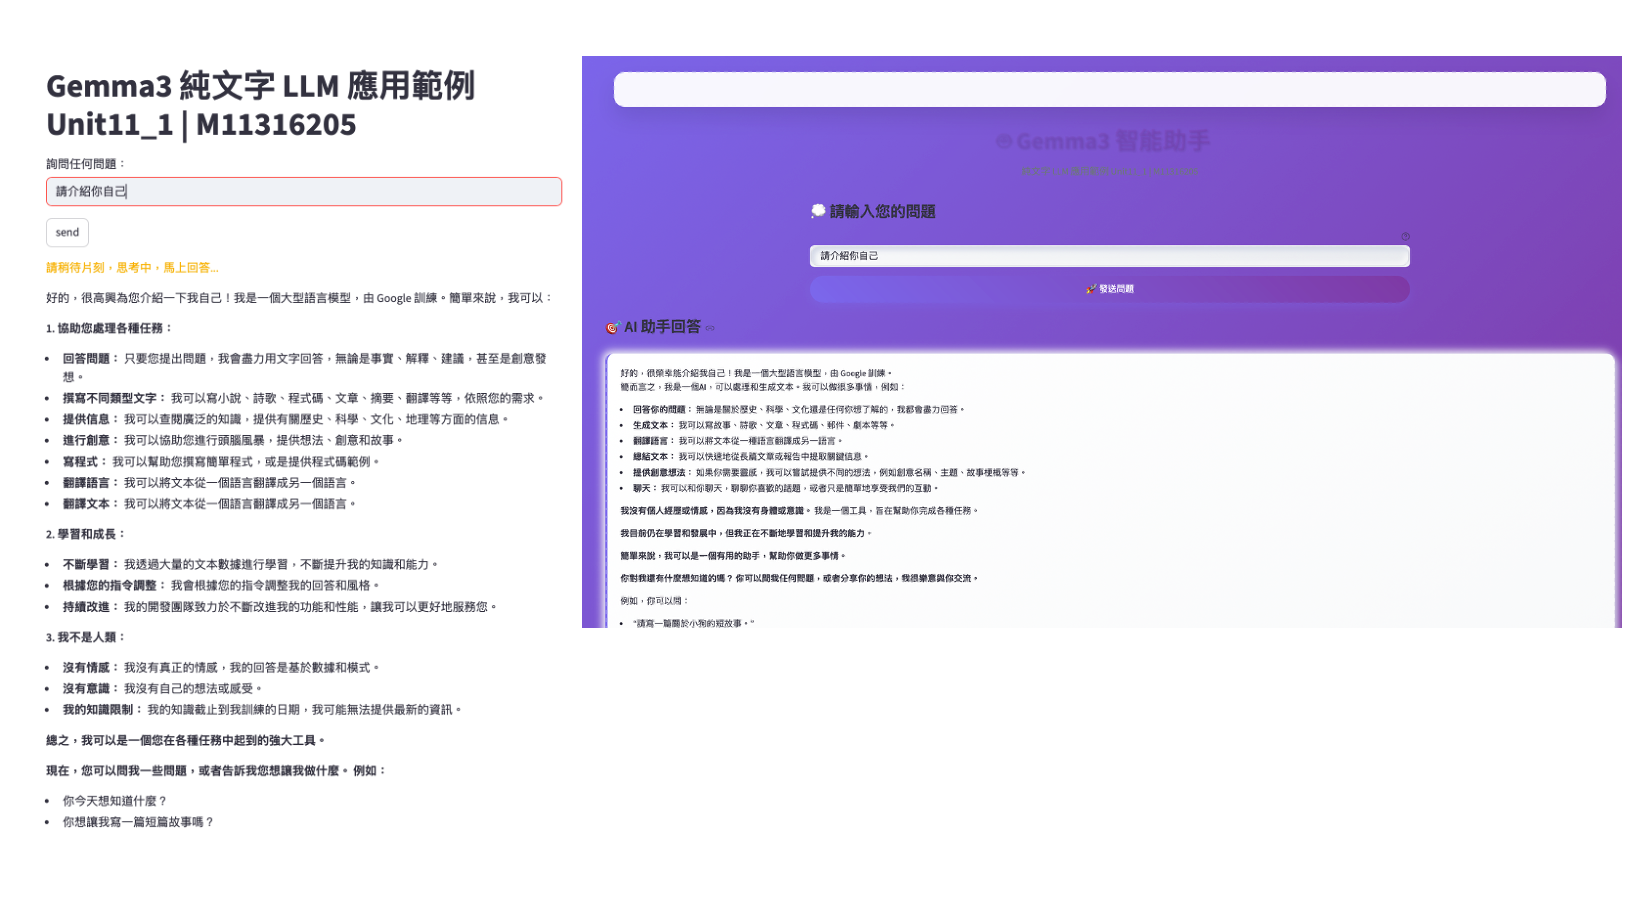 Gemma3 純文字 LLM 應用範例
Unit11_1 | M11316205
詢問任何問題：
請介紹你自己
send
請稍待片刻，思考中，馬上回答...
好的，很高興為您介紹一下我自己！我是一個大型語言模型，由 Google 訓練。簡單來說，我可以：
1. 協助您處理各種任務：
• 回答問題： 只要您提出問題，我會盡力用文字回答，無論是事實、解釋、建議，甚至是創意發
想。
• 撰寫不同類型文字： 我可以寫小說、詩歌、程式碼、文章、摘要、翻譯等等，依照您的需求。
• 提供信息： 我可以查閱廣泛的知識，提供有關歷史、科學、文化、地理等方面的信息。
• 進行創意： 我可以協助您進行頭腦風暴，提供想法、創意和故事。
• 寫程式： 我可以幫助您撰寫簡單程式，或是提供程式碼範例。
• 翻譯語言： 我可以將文本從一個語言翻譯成另一個語言。
• 翻譯文本： 我可以將文本從一個語言翻譯成另一個語言。
2. 學習和成長：
• 不斷學習： 我透過大量的文本數據進行學習，不斷提升我的知識和能力。
• 根據您的指令調整： 我會根據您的指令調整我的回答和風格。
• 持續改進： 我的開發團隊致力於不斷改進我的功能和性能，讓我可以更好地服務您。
3. 我不是人類：
• 沒有情感： 我沒有真正的情感，我的回答是基於數據和模式。
• 沒有意識： 我沒有自己的想法或感受。
• 我的知識限制： 我的知識截止到我訓練的日期，我可能無法提供最新的資訊。
總之，我可以是一個您在各種任務中起到的強大工具。
現在，您可以問我一些問題，或者告訴我您想讓我做什麼。 例如：
• 你今天想知道什麼？
• 你想讓我寫一篇短篇故事嗎？
Gemma3 智能助手
請輸入您的問題
請介紹你自己
發送問題
AI 助手回答
好的，很榮幸能介紹我自己！我是一個大型語言模型，由 Google 訓練。
簡而言之，我是一個AI，可以處理和生成文本。我可以做很多事情，例如：
• 回答你的問題： 無論是關於歷史、科學、文化還是任何你想了解的，我都會盡力回答。
• 生成文本： 我可以寫故事、詩歌、文章、程式碼、郵件、劇本等等。
• 翻譯語言： 我可以將文本從一種語言翻譯成另一語言。
• 總結文本： 我可以快速地從長篇文章或報告中提取關鍵信息。
• 提供創意想法： 如果你需要靈感，我可以嘗試提供不同的想法，例如創意名稱、主題、故事梗概等等。
• 聊天： 我可以和你聊天，聊聊你喜歡的話題，或者只是簡單地享受我們的互動。
我沒有個人經歷或情感，因為我沒有身體或意識。 我是一個工具，旨在幫助你完成各種任務。
我目前仍在學習和發展中，但我正在不斷地學習和提升我的能力。
簡單來說，我可以是一個有用的助手，幫助你做更多事情。
你對我還有什麼想知道的嗎？ 你可以問我任何問題，或者分享你的想法，我很樂意與你交流。
例如，你可以問：
• “請寫一篇關於小狗的短故事。”